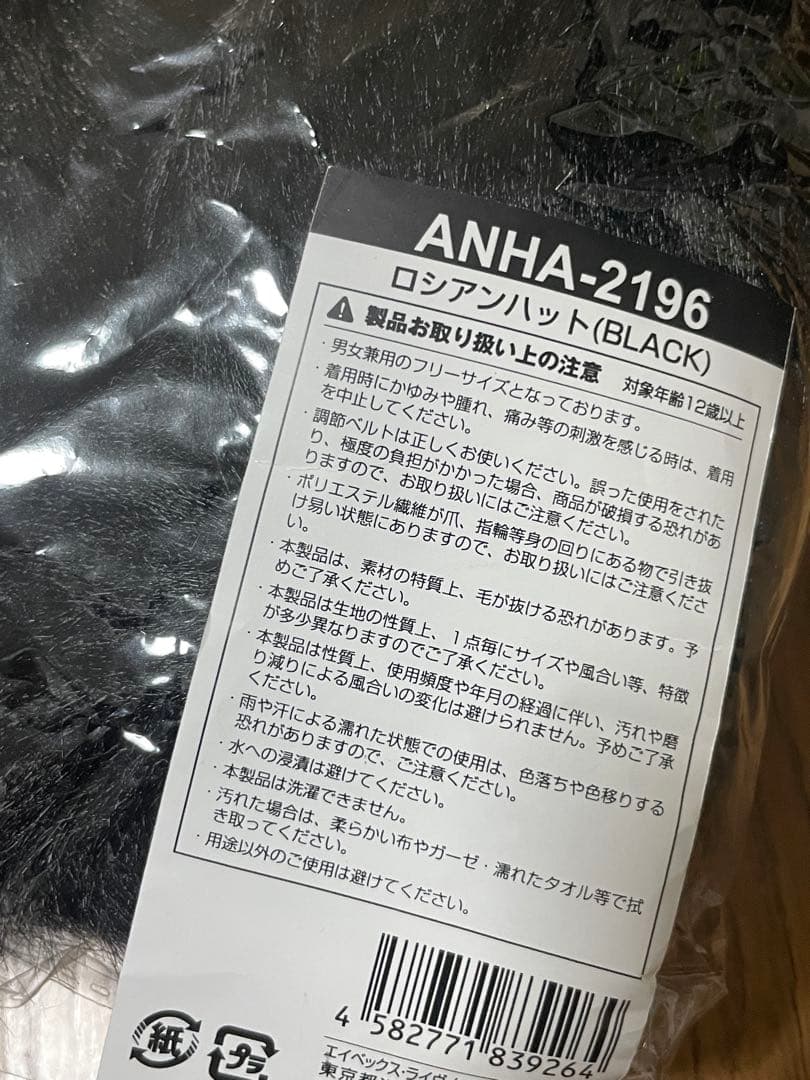 ANHA-2196
ロシアンハット(BLACK)
製品お取り扱い上の注意 対象年齢12歳以上
・男女兼用のフリーサイズとなっております。
・着用時にかゆみや腫れ、痛み等の刺激を感じる時は、着用
を中止してください。
・調節ベルトは正しくお使いください。誤った使用をされた
り、極度の負担がかかった場合、商品が破損する恐れがあ
りますので、お取り扱いにはご注意ください。
・ポリエステル繊維が爪、指輪等身の回りにある物で引き抜
け易い状態にありますので、お取り扱いにはご注意くださ
い。
・本製品は、素材の特質上、毛が抜ける恐れがあります。予
めご了承ください。
・本製品は生地の性質上、1点毎にサイズや風合い等、特徴
が多少異なりますのでご了承ください。
・本製品は性質上、使用頻度や年月の経過に伴い、汚れや磨
り減りによる風合いの変化は避けられません。予めご了承
ください。
・雨や汗による濡れた状態での使用は、色落ちや色移りする
恐れがありますので、ご注意ください。
・水への浸漬は避けてください。
・本製品は洗濯できません。
・汚れた場合は、柔らかい布やガーゼ・濡れたタオル等で拭
き取ってください。
・用途以外のご使用は避けてください。
4 582771 839264
紙
プラ
エイベックス・ライヴ
東京都